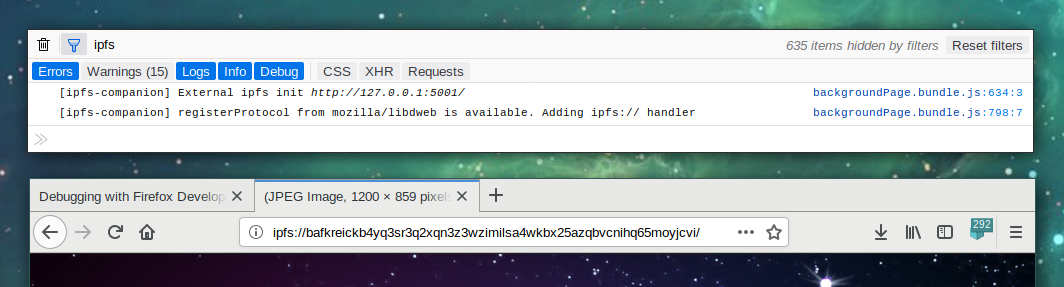 ipfs 635 items hidden by filters Reset filters
Errors Warnings (15) Logs Info Debug CSS XHR Requests
[ipfs-companion] External ipfs init http://127.0.0.1:5001/ backgroundPage.bundle.js:634:3
[ipfs-companion] registerProtocol from mozilla/libdweb is available. Adding ipfs:// handler backgroundPage.bundle.js:798:7
Debugging with Firefox Develop (JPEG Image, 1200 × 859 pixels
ipfs://bafkreickb4yq3sr3q2xqn3z3wzimilsa4wkbx25azqbvcnihq65moyjcvi/ 292